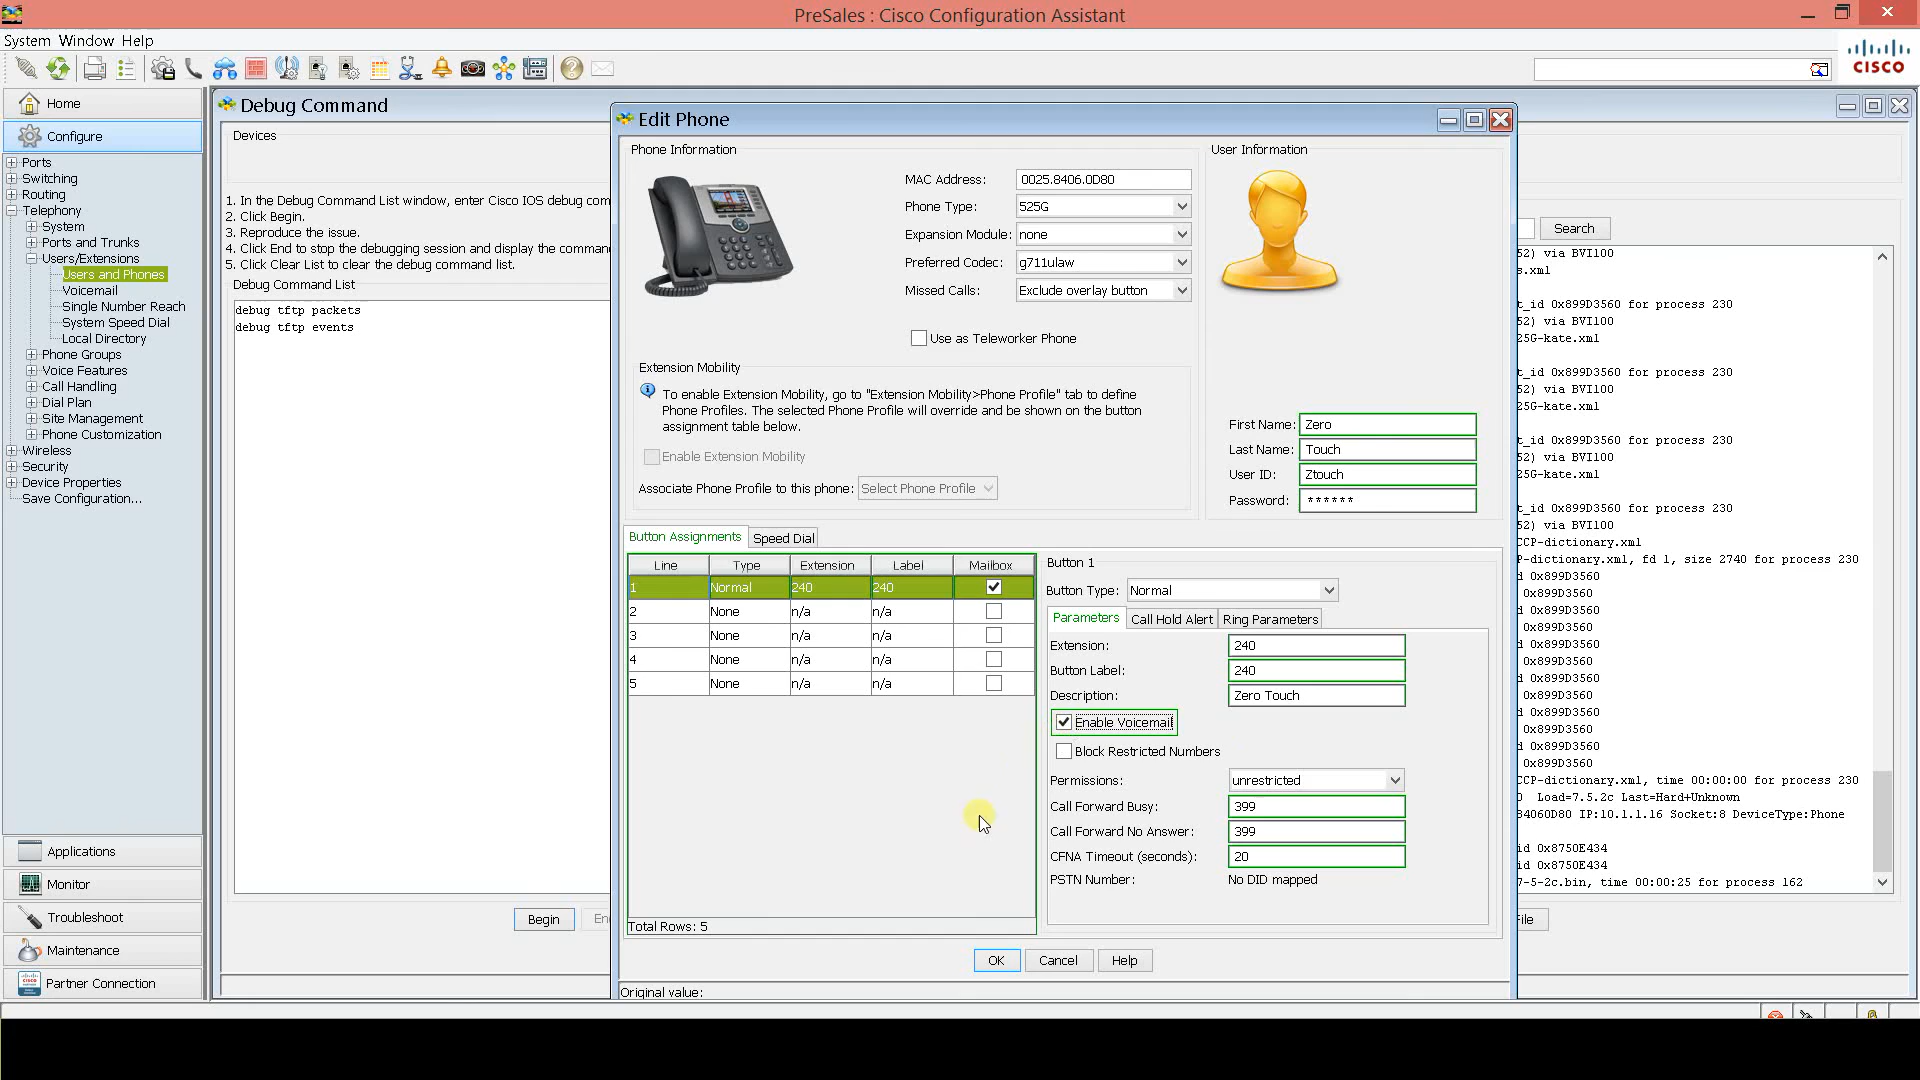 PreSales : Cisco Configuration Assistant
System Window Help
CISCO
Home
Configure
Ports
Switching
Routing
Telephony
System
Ports and Trunks
Users/Extensions
Users and Phones
Voicemail
Single Number Reach
System Speed Dial
Local Directory
Phone Groups
Voice Features
Call Handling
Dial Plan
Site Management
Phone Customization
Wireless
Security
Device Properties
Save Configuration...
Applications
Monitor
Troubleshoot
Maintenance
Partner Connection
Debug Command
Devices
1. In the Debug Command List window, enter Cisco IOS debug com
2. Click Begin.
3. Reproduce the issue.
4. Click End to stop the debugging session and display the comman
5. Click Clear List to clear the debug command list.
Debug Command List
debug tftp packets
debug tftp events
Begin
En
Edit Phone
Phone Information
MAC Address: 0025.8406.0D80
Phone Type: 525G
Expansion Module: none
Preferred Codec: g711ulaw
Missed Calls: Exclude overlay button
Use as Teleworker Phone
Extension Mobility
To enable Extension Mobility, go to "Extension Mobility>Phone Profile" tab to define
Phone Profiles. The selected Phone Profile will override and be shown on the button
assignment table below.
Enable Extension Mobility
Associate Phone Profile to this phone: Select Phone Profile
User Information
First Name: Zero
Last Name: Touch
User ID: Ztouch
Password: ******
Button Assignments Speed Dial
Line Type Extension Label Mailbox
1 Normal 240 240
2 None n/a n/a
3 None n/a n/a
4 None n/a n/a
5 None n/a n/a
Total Rows: 5
Button 1
Button Type: Normal
Parameters Call Hold Alert Ring Parameters
Extension: 240
Button Label: 240
Description: Zero Touch
Enable Voicemail
Block Restricted Numbers
Permissions: unrestricted
Call Forward Busy: 399
Call Forward No Answer: 399
CFNA Timeout (seconds): 20
PSTN Number: No DID mapped
OK Cancel Help
Original value:
Search
52) via BVI100
s.xml
t_id 0x899D3560 for process 230
52) via BVI100
25G-kate.xml
t_id 0x899D3560 for process 230
52) via BVI100
25G-kate.xml
t_id 0x899D3560 for process 230
52) via BVI100
25G-kate.xml
t_id 0x899D3560 for process 230
52) via BVI100
CP-dictionary.xml
CP-dictionary.xml, fd 1, size 2740 for process 230
d 0x899D3560
d 0x899D3560
d 0x899D3560
d 0x899D3560
d 0x899D3560
d 0x899D3560
d 0x899D3560
d 0x899D3560
d 0x899D3560
d 0x899D3560
d 0x899D3560
d 0x899D3560
CCP-dictionary.xml, time 00:00:00 for process 230
0 Load=7.5.2c Last=Hard+Unknown
84060D80 IP:10.1.1.16 Socket:8 DeviceType:Phone
id 0x8750E434
id 0x8750E434
7-5-2c.bin, time 00:00:25 for process 162
File